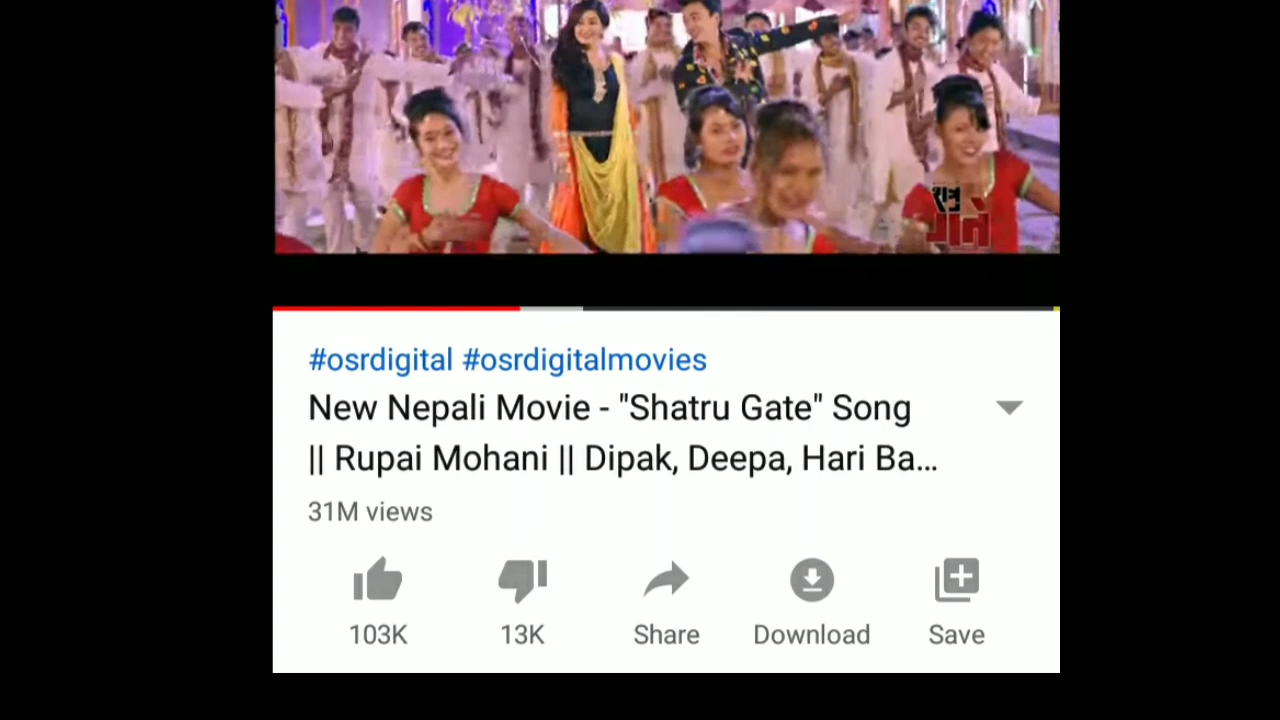 #osrdigital #osrdigitalmovies
New Nepali Movie - "Shatru Gate" Song
|| Rupai Mohani || Dipak, Deepa, Hari Ba...
31M views
103K
13K
Share
Download
Save